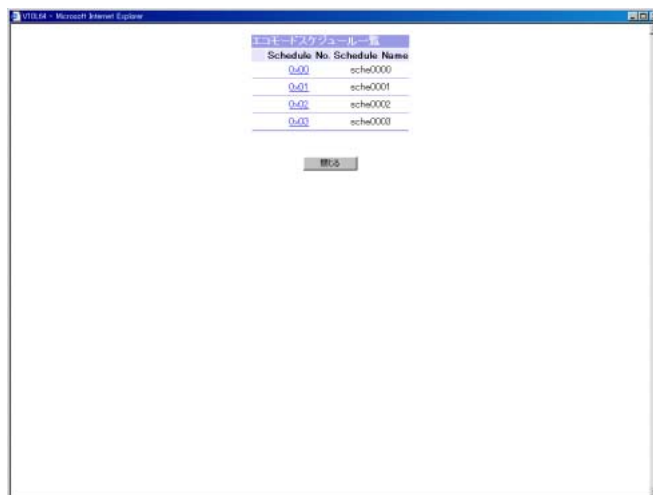 VTDL64 - Microsoft Internet Explorer
エコモードスケジュール一覧
Schedule No. Schedule Name
0x00 sche0000
0x01 sche0001
0x02 sche0002
0x03 sche0003
閉じる